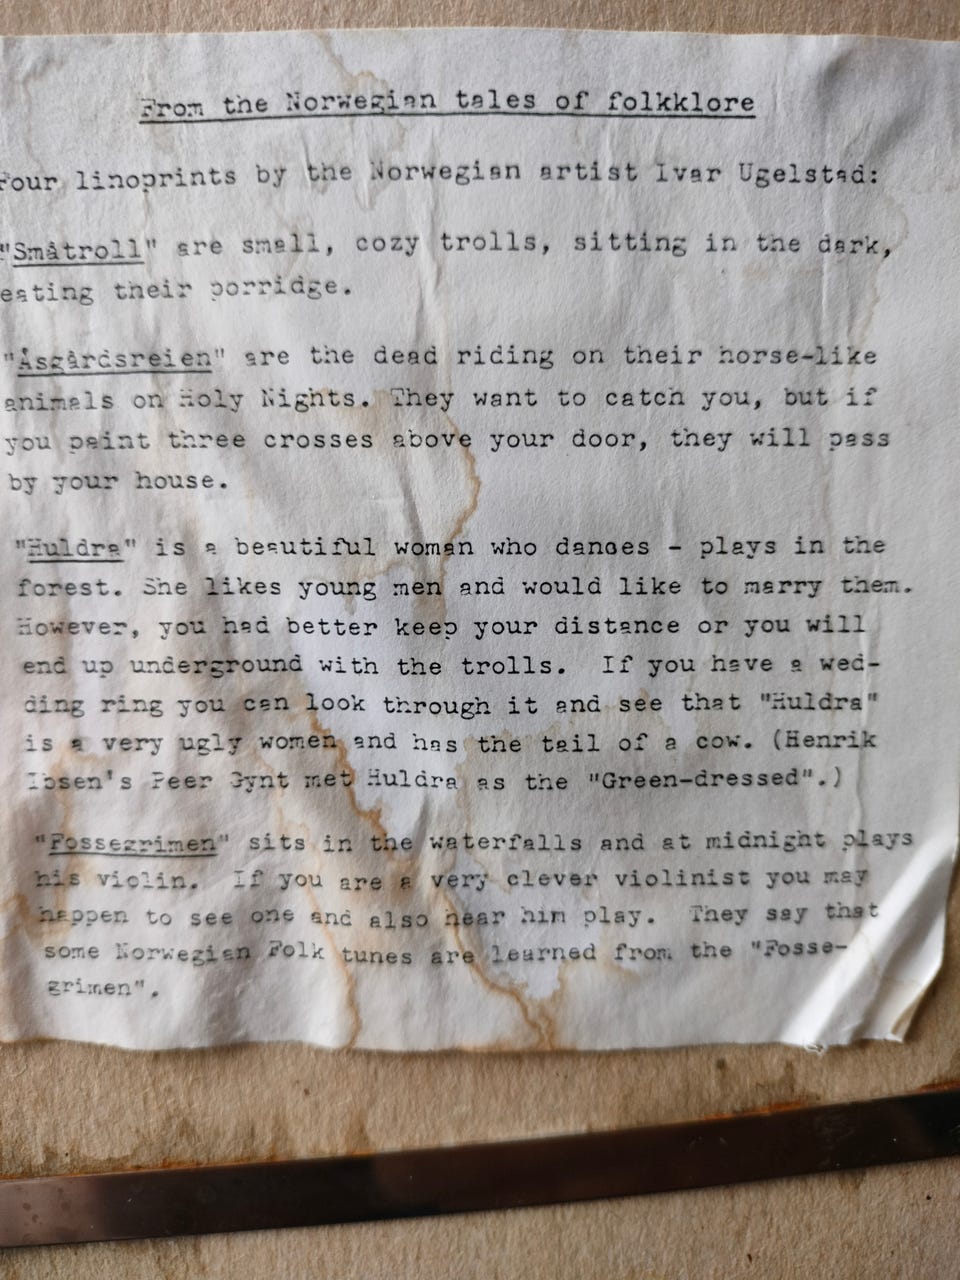 From the Norwegian tales of folkklore
Four linoprints by the Norwegian artist Ivar Ugelstad:
"Småtroll" are small, cozy trolls, sitting in the dark,
eating their porridge.
"Åsgårdsreien" are the dead riding on their horse-like
animals on Holy Nights. They want to catch you, but if
you paint three crosses above your door, they will pass
by your house.
"Huldra" is a beautiful woman who dances - plays in the
forest. She likes young men and would like to marry them.
However, you had better keep your distance or you will
end up underground with the trolls. If you have a wed-
ding ring you can look through it and see that "Huldra"
is a very ugly women and has the tail of a cow. (Henrik
Ibsen's Peer Gynt met Huldra as the "Green-dressed".)
"Fossegrimen" sits in the waterfalls and at midnight plays
his violin. If you are a very clever violinist you may
happen to see one and also hear him play. They say that
some Norwegian Folk tunes are learned from the "Fosse-
grimen".